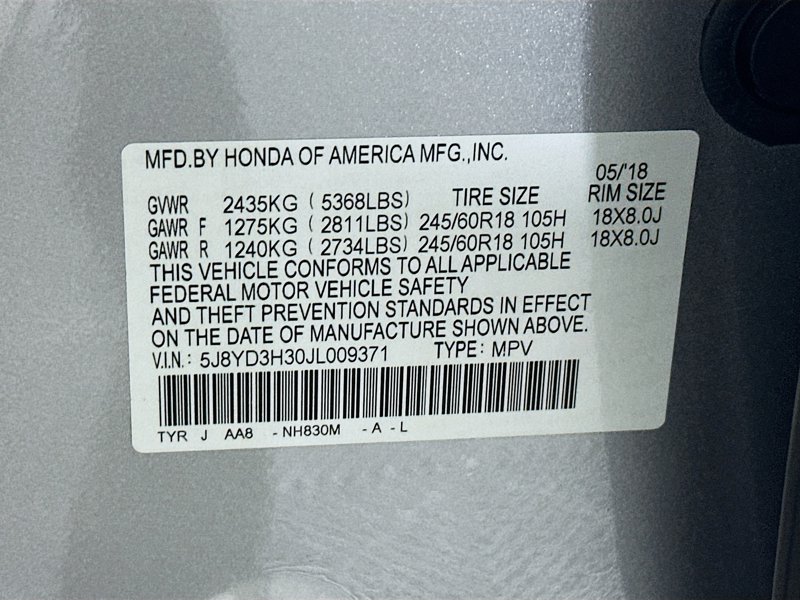 MFD.BY HONDA OF AMERICA MFG.,INC.
05/'18
GVWR 2435KG ( 5368LBS) TIRE SIZE RIM SIZE
GAWR F 1275KG ( 2811LBS) 245/60R18 105H 18X8.0J
GAWR R 1240KG ( 2734LBS) 245/60R18 105H 18X8.0J
THIS VEHICLE CONFORMS TO ALL APPLICABLE
FEDERAL MOTOR VEHICLE SAFETY
AND THEFT PREVENTION STANDARDS IN EFFECT
ON THE DATE OF MANUFACTURE SHOWN ABOVE.
V.I.N.: 5J8YD3H30JL009371 TYPE: MPV
TYR J AA8 - NH830M - A - L